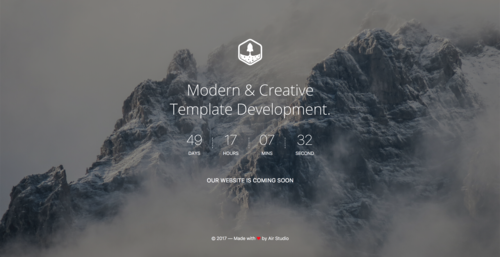 Modern & Creative
Template Development.
49 17 07 32
DAYS HOURS MINS SECOND
OUR WEBSITE IS COMING SOON
© 2017 — Made with ❤ by Air Studio